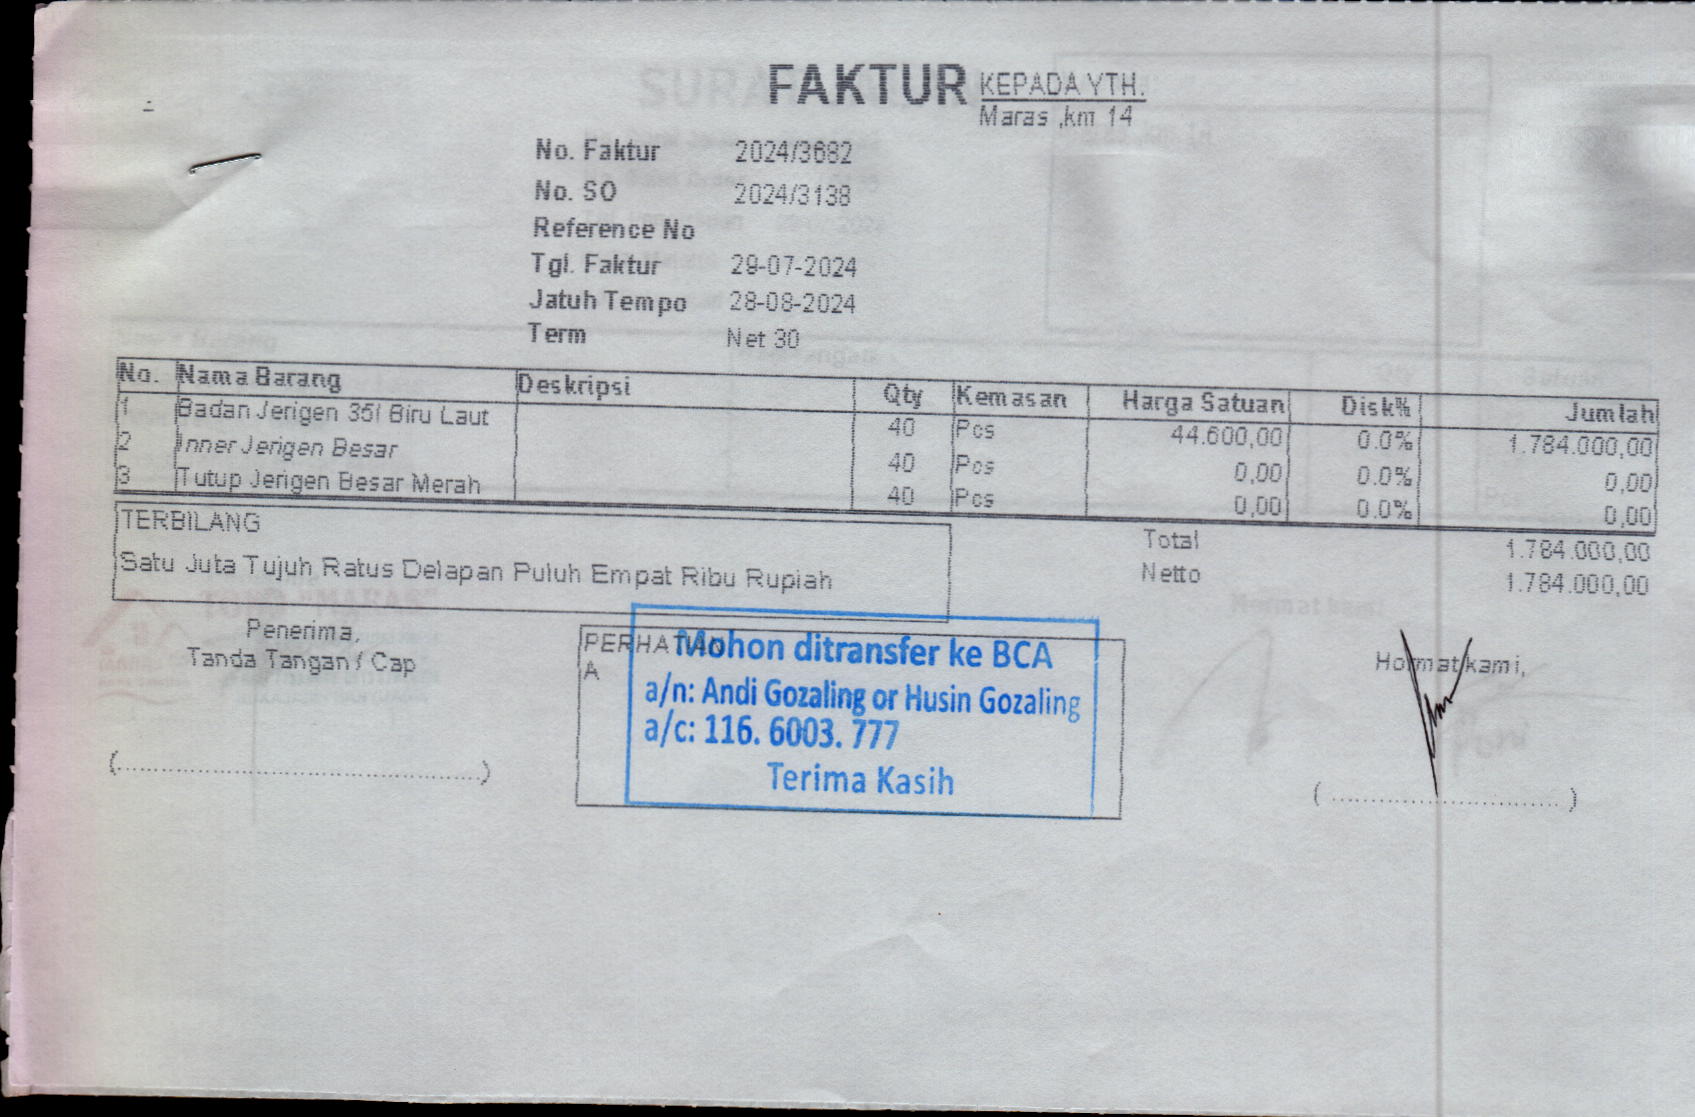 FAKTUR
KEPADA YTH.
Maras ,km 14
No. Faktur 2024/3682
No. SO 2024/3138
Reference No
Tgl. Faktur 29-07-2024
Jatuh Tempo 28-08-2024
Term Net 30
No. Nama Barang Deskripsi Qty Kemasan Harga Satuan Disk% Jumlah
1 Badan Jerigen 35l Biru Laut 40 Pcs 44.600,00 0.0% 1.784.000,00
2 Inner Jerigen Besar 40 Pcs 0,00 0.0% 0,00
3 Tutup Jerigen Besar Merah 40 Pcs 0,00 0.0% 0,00
TERBILANG
Satu Juta Tujuh Ratus Delapan Puluh Empat Ribu Rupiah
Total 1.784.000,00
Netto 1.784.000,00
Penerima,
Tanda Tangan / Cap
PERHATIAN
A
Mohon ditransfer ke BCA
a/n: Andi Gozaling or Husin Gozaling
a/c: 116. 6003. 777
Terima Kasih
Hormat kami,
(................................................)
(.............................)